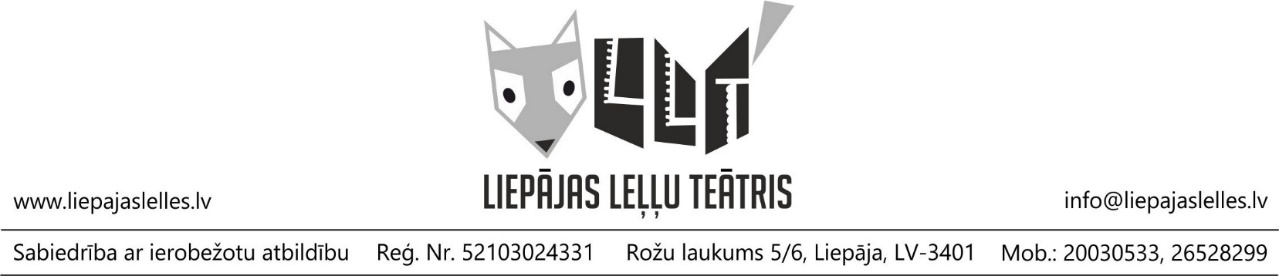 LLT
LIEPĀJAS LEĻĻU TEĀTRIS
www.liepajaslelles.lv
info@liepajaslelles.lv
Sabiedrība ar ierobežotu atbildību Reģ. Nr. 52103024331 Rožu laukums 5/6, Liepāja, LV-3401 Mob.: 20030533, 26528299